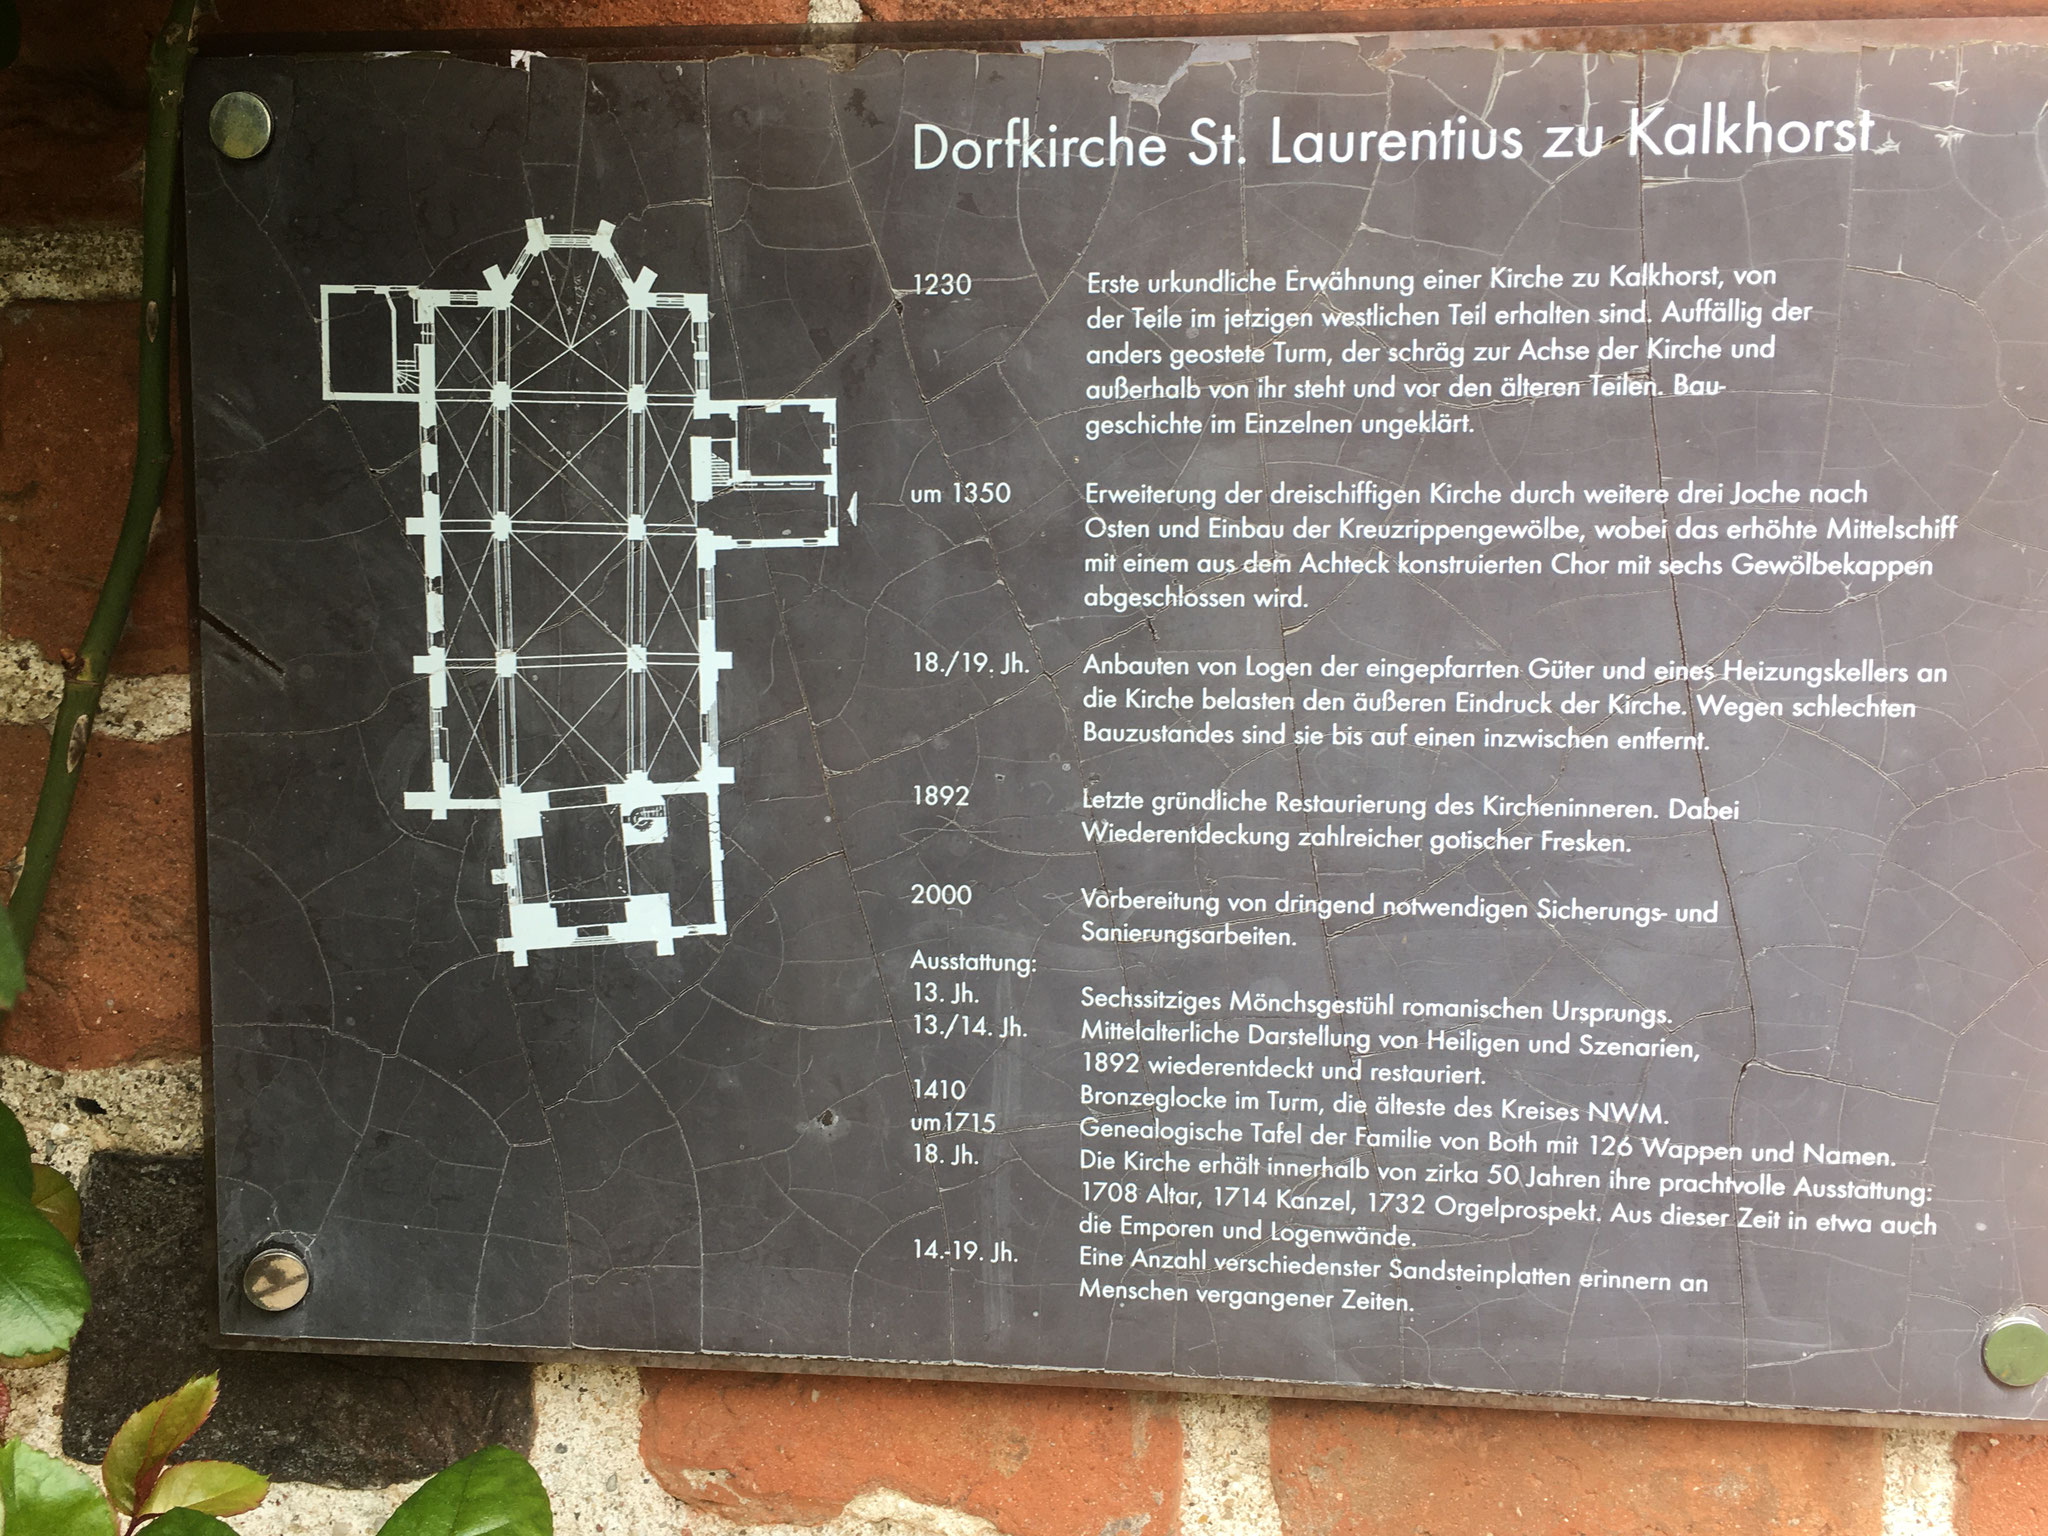 Dorfkirche St. Laurentius zu Kalkhorst
1230 Erste urkundliche Erwähnung einer Kirche zu Kalkhorst, von
der Teile im jetzigen westlichen Teil erhalten sind. Auffällig der
anders geostete Turm, der schräg zur Achse der Kirche und
außerhalb von ihr steht und vor den älteren Teilen. Bau-
geschichte im Einzelnen ungeklärt.
um 1350 Erweiterung der dreischiffigen Kirche durch weitere drei Joche nach
Osten und Einbau der Kreuzrippengewölbe, wobei das erhöhte Mittelschiff
mit einem aus dem Achteck konstruierten Chor mit sechs Gewölbekappen
abgeschlossen wird.
18./19. Jh. Anbauten von Logen der eingepfarrten Güter und eines Heizungskellers an
die Kirche belasten den äußeren Eindruck der Kirche. Wegen schlechten
Bauzustandes sind sie bis auf einen inzwischen entfernt.
1892 Letzte gründliche Restaurierung des Kircheninneren. Dabei
Wiederentdeckung zahlreicher gotischer Fresken.
2000 Vorbereitung von dringend notwendigen Sicherungs- und
Sanierungsarbeiten.
Ausstattung:
13. Jh. Sechssitziges Mönchsgestühl romanischen Ursprungs.
13./14. Jh. Mittelalterliche Darstellung von Heiligen und Szenarien,
1892 wiederentdeckt und restauriert.
1410 Bronzeglocke im Turm, die älteste des Kreises NWM.
um1715 Genealogische Tafel der Familie von Both mit 126 Wappen und Namen.
18. Jh. Die Kirche erhält innerhalb von zirka 50 Jahren ihre prachtvolle Ausstattung:
1708 Altar, 1714 Kanzel, 1732 Orgelprospekt. Aus dieser Zeit in etwa auch
die Emporen und Logenwände.
14.-19. Jh. Eine Anzahl verschiedenster Sandsteinplatten erinnern an
Menschen vergangener Zeiten.